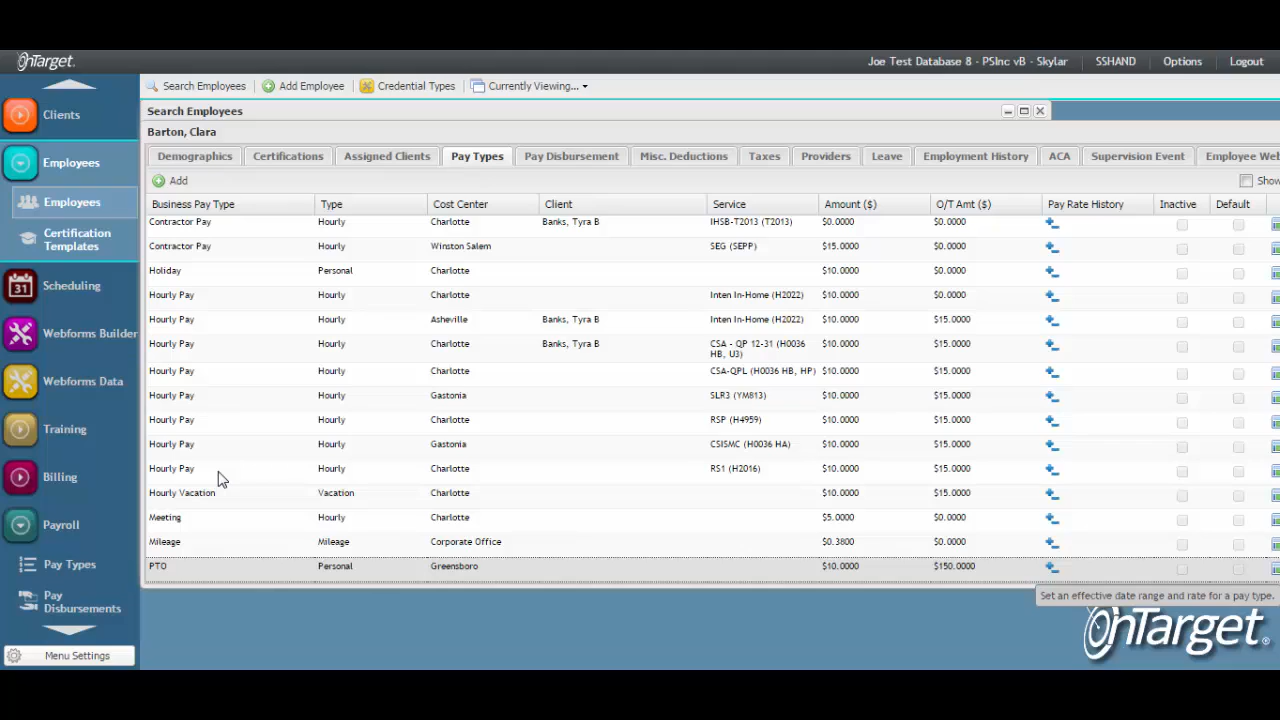 OnTarget.
Joe Test Database 8 - PSInc vB - Skylar SSHAND Options Logout
Search Employees Add Employee Credential Types Currently Viewing...
Clients
Employees
Employees
Certification
Templates
31 Scheduling
Webforms Builder
Webforms Data
Training
Billing
Payroll
Pay Types
Pay
Disbursements
Menu Settings
Search Employees
Barton, Clara
Demographics Certifications Assigned Clients Pay Types Pay Disbursement Misc. Deductions Taxes Providers Leave Employment History ACA Supervision Event Employee Web
Add Show
Business Pay Type Type Cost Center Client Service Amount ($) O/T Amt ($) Pay Rate History Inactive Default
Contractor Pay Hourly Charlotte Banks, Tyra B IHSB-T2013 (T2013) $0.0000 $0.0000
Contractor Pay Hourly Winston Salem SEG (SEPP) $15.0000 $0.0000
Holiday Personal Charlotte $10.0000 $0.0000
Hourly Pay Hourly Charlotte Inten In-Home (H2022) $10.0000 $0.0000
Hourly Pay Hourly Asheville Banks, Tyra B Inten In-Home (H2022) $10.0000 $15.0000
Hourly Pay Hourly Charlotte Banks, Tyra B CSA - QP 12-31 (H0036 $10.0000 $15.0000
HB, U3)
Hourly Pay Hourly Charlotte CSA-QPL (H0036 HB, HP) $10.0000 $15.0000
Hourly Pay Hourly Gastonia SLR3 (YM813) $10.0000 $15.0000
Hourly Pay Hourly Charlotte RSP (H4959) $10.0000 $15.0000
Hourly Pay Hourly Gastonia CSISMC (H0036 HA) $10.0000 $15.0000
Hourly Pay Hourly Charlotte RS1 (H2016) $10.0000 $15.0000
Hourly Vacation Vacation Charlotte $10.0000 $15.0000
Meeting Hourly Charlotte $5.0000 $0.0000
Mileage Mileage Corporate Office $0.3800 $0.0000
PTO Personal Greensboro $10.0000 $150.0000
Set an effective date range and rate for a pay type.
OnTarget.®